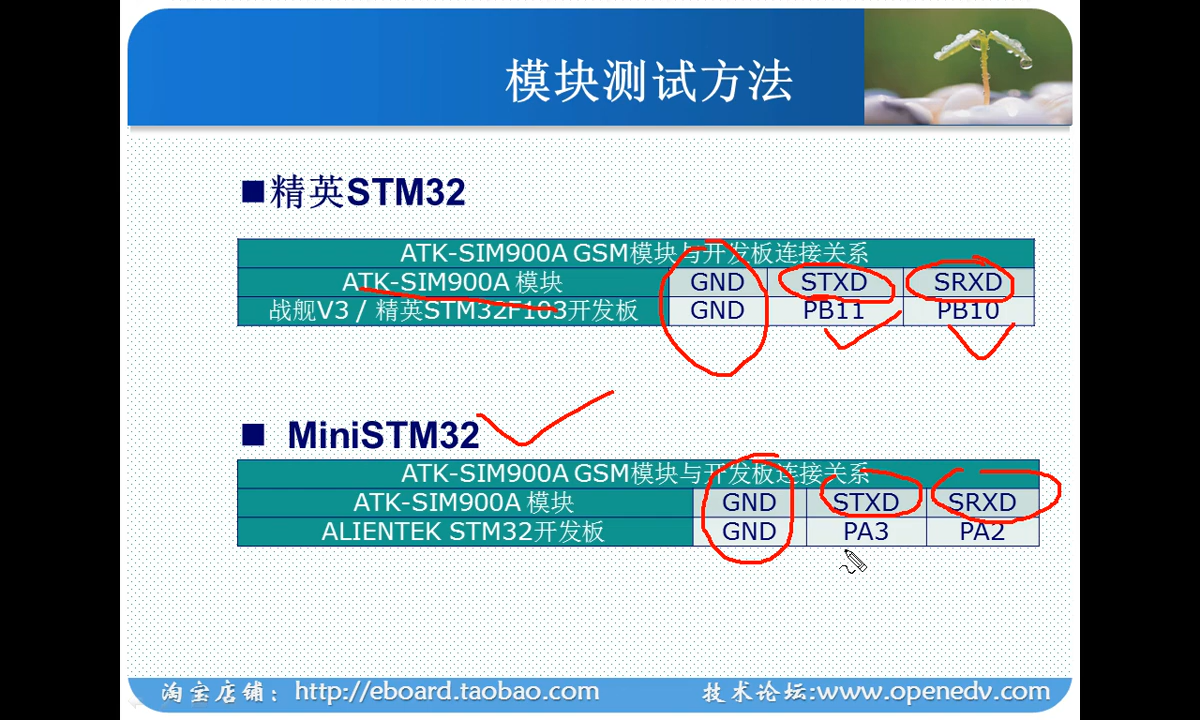 模块测试方法
■精英STM32
ATK-SIM900A GSM模块与开发板连接关系
ATK-SIM900A 模块 GND STXD SRXD
战舰V3 / 精英STM32F103开发板 GND PB11 PB10
■ MiniSTM32
ATK-SIM900A GSM模块与开发板连接关系
ATK-SIM900A 模块 GND STXD SRXD
ALIENTEK STM32开发板 GND PA3 PA2
淘宝店铺：http://eboard.taobao.com 技术论坛:www.openedv.com